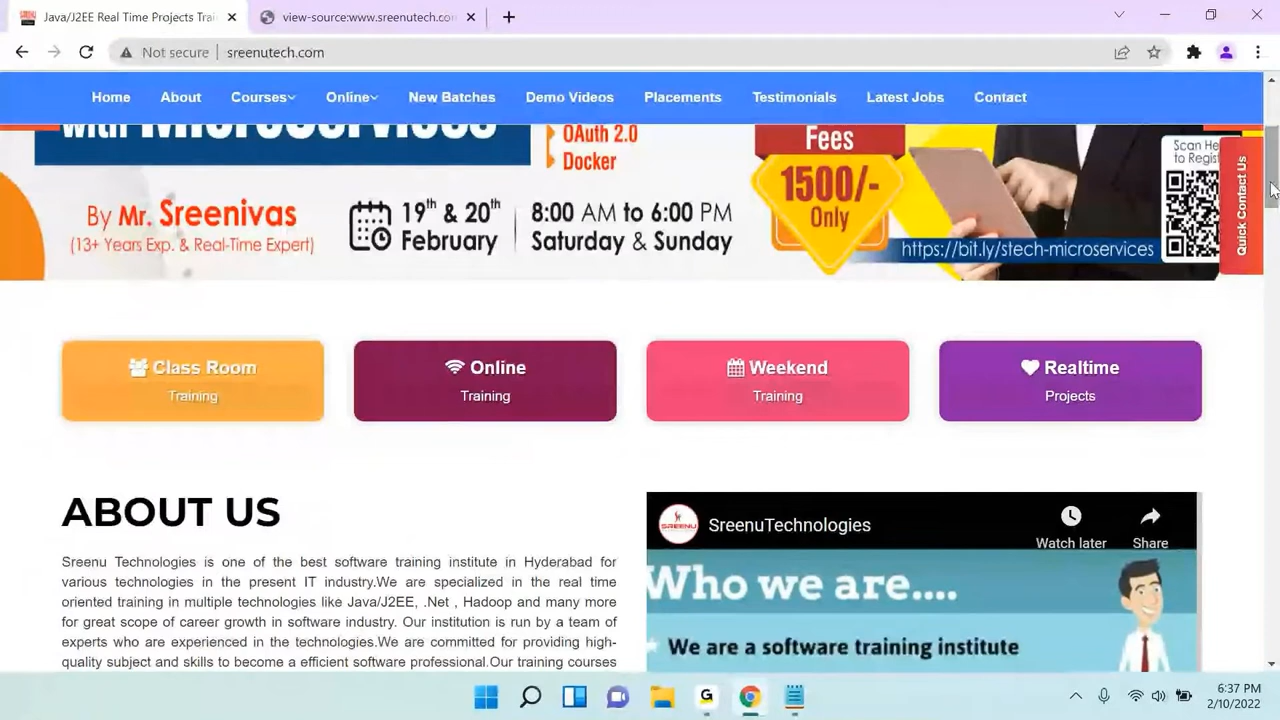 Java/J2EE Real Time Projects Trai
view-source:www.sreenutech.com
Not secure
sreenutech.com
Home
About
Courses
Online
New Batches
Demo Videos
Placements
Testimonials
Latest Jobs
Contact
with Microservices
OAuth 2.0
Docker
Fees
1500/-
Only
Scan He
to Regist
By Mr. Sreenivas
(13+ Years Exp. & Real-Time Expert)
19th & 20th
February
8:00 AM to 6:00 PM
Saturday & Sunday
https://bit.ly/stech-microservices
Quick Contact Us
Class Room
Training
Online
Training
Weekend
Training
Realtime
Projects
ABOUT US
Sreenu Technologies is one of the best software training institute in Hyderabad for
various technologies in the present IT industry.We are specialized in the real time
oriented training in multiple technologies like Java/J2EE, .Net , Hadoop and many more
for great scope of career growth in software industry. Our institution is run by a team of
experts who are experienced in the technologies.We are committed for providing high-
quality subject and skills to become a efficient software professional.Our training courses
SREENU
SreenuTechnologies
Watch later
Share
Who we are....
We are a software training institute
G
6:37 PM
2/10/2022